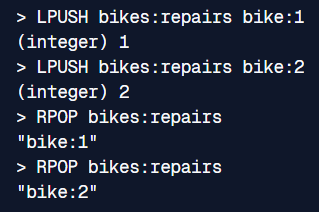 > LPUSH bikes:repairs bike:1
(integer) 1
> LPUSH bikes:repairs bike:2
(integer) 2
> RPOP bikes:repairs
"bike:1"
> RPOP bikes:repairs
"bike:2"